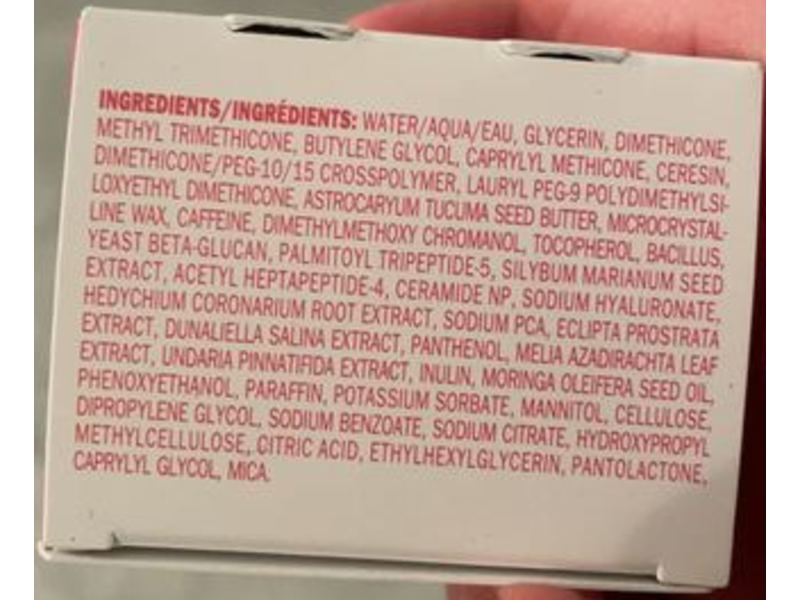 INGREDIENTS/INGRÉDIENTS: WATER/AQUA/EAU, GLYCERIN, DIMETHICONE,
METHYL TRIMETHICONE, BUTYLENE GLYCOL, CAPRYLYL METHICONE, CERESIN,
DIMETHICONE/PEG-10/15 CROSSPOLYMER, LAURYL PEG-9 POLYDIMETHYLSI-
LOXYETHYL DIMETHICONE, ASTROCARYUM TUCUMA SEED BUTTER, MICROCRYSTAL-
LINE WAX, CAFFEINE, DIMETHYLMETHOXY CHROMANOL, TOCOPHEROL, BACILLUS,
YEAST BETA-GLUCAN, PALMITOYL TRIPEPTIDE-5, SILYBUM MARIANUM SEED
EXTRACT, ACETYL HEPTAPEPTIDE-4, CERAMIDE NP, SODIUM HYALURONATE,
HEDYCHIUM CORONARIUM ROOT EXTRACT, SODIUM PCA, ECLIPTA PROSTRATA
EXTRACT, DUNALIELLA SALINA EXTRACT, PANTHENOL, MELIA AZADIRACHTA LEAF
EXTRACT, UNDARIA PINNATIFIDA EXTRACT, INULIN, MORINGA OLEIFERA SEED OIL,
PHENOXYETHANOL, PARAFFIN, POTASSIUM SORBATE, MANNITOL, CELLULOSE,
DIPROPYLENE GLYCOL, SODIUM BENZOATE, SODIUM CITRATE, HYDROXYPROPYL
METHYLCELLULOSE, CITRIC ACID, ETHYLHEXYLGLYCERIN, PANTOLACTONE,
CAPRYLYL GLYCOL, MICA.